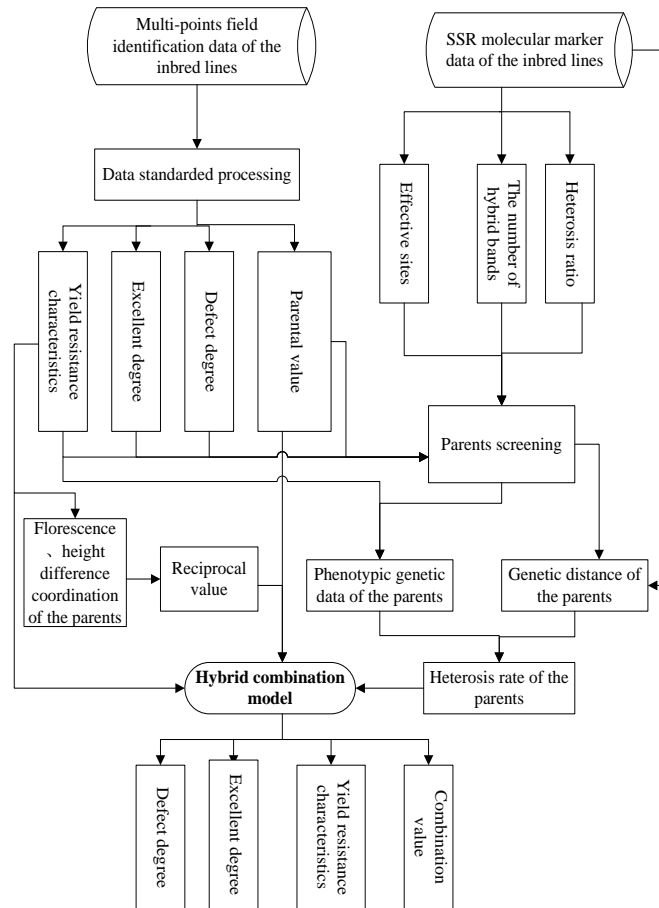 Multi-points field
identification data of the
inbred lines
SSR molecular marker
data of the inbred lines
Data standarded processing
Effective sites
The number of
hybrid bands
Heterosis ratio
Yield resistance
characteristics
Excellent degree
Defect degree
Parental value
Parents screening
Florescence
、height
difference
coordination
of the parents
Reciprocal
value
Phenotypic genetic
data of the parents
Genetic distance of
the parents
Hybrid combination
model
Heterosis rate of the
parents
Defect degree
Excellent degree
Yield resistance
characteristics
Combination
value